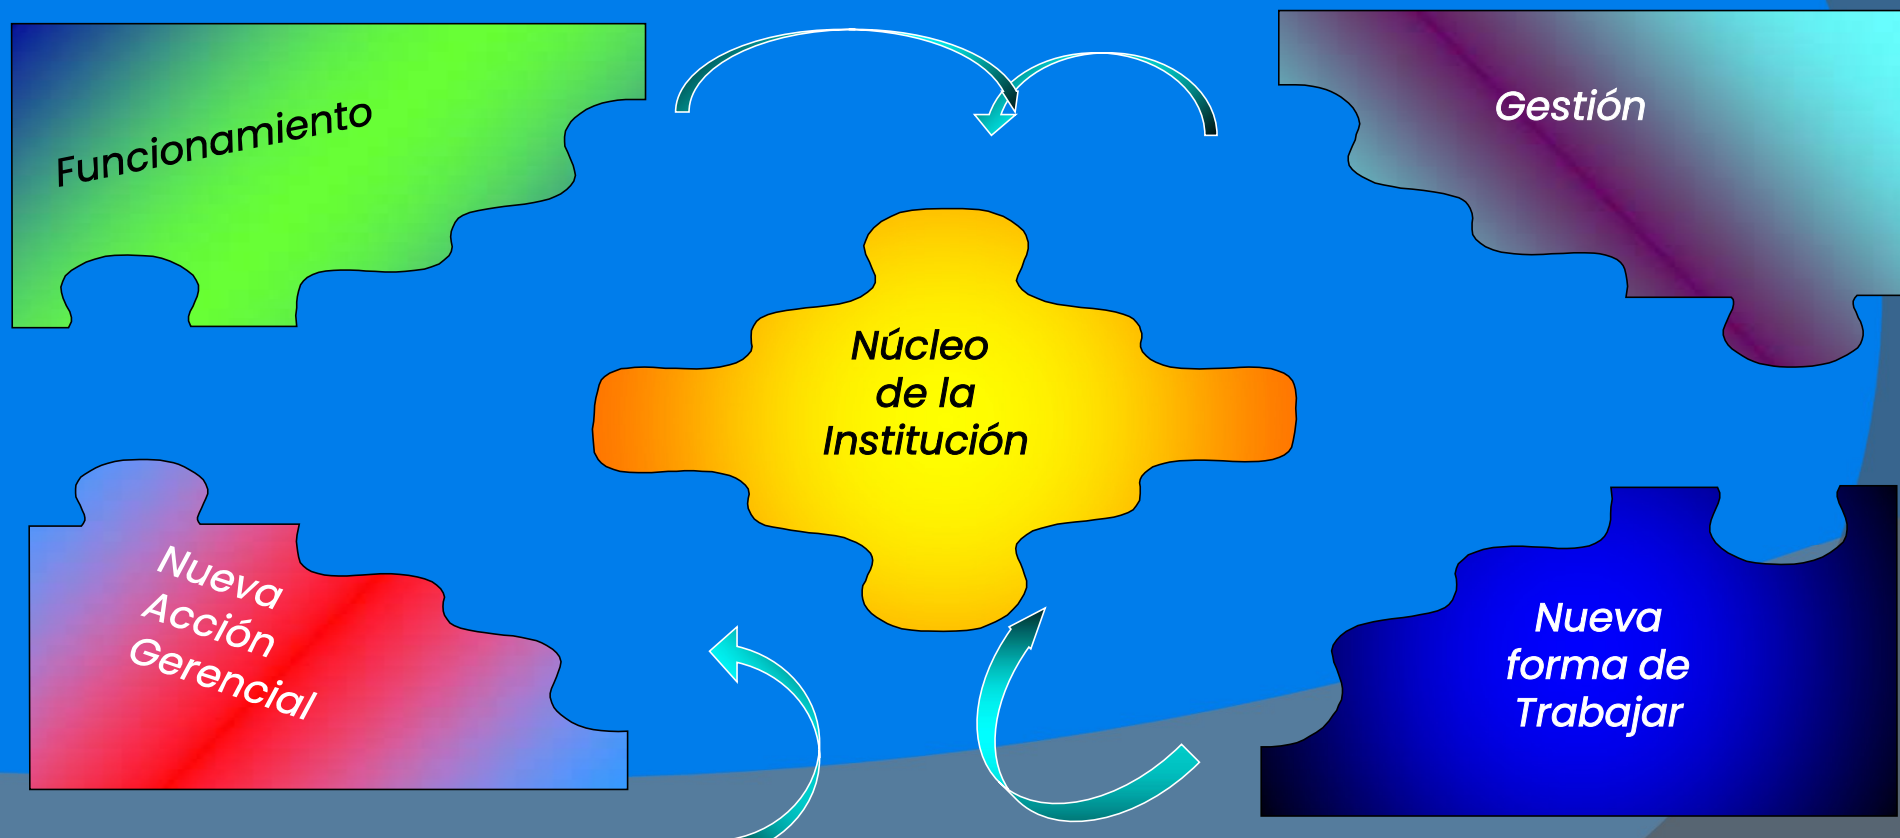 Funcionamiento
Gestión
Núcleo
de la
Institución
Nueva
Acción
Gerencial
Nueva
forma de
Trabajar